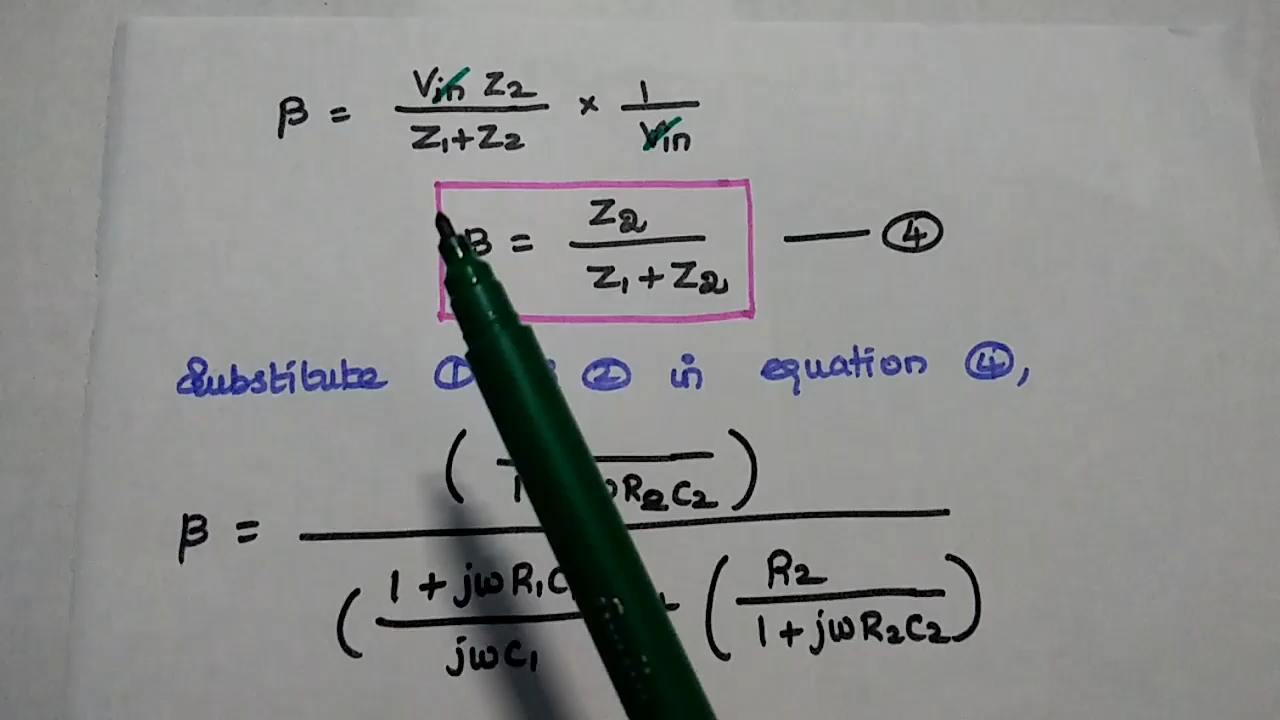 β = Vin Z2 / Z1+Z2 × 1 / Vin
β = Z2 / Z1+Z2 — ④
Substitute ① ② in equation ④,
β = ( / R2C2 ) / ( 1 + jωR1C / jωC1 ) + ( R2 / 1 + jωR2C2 )